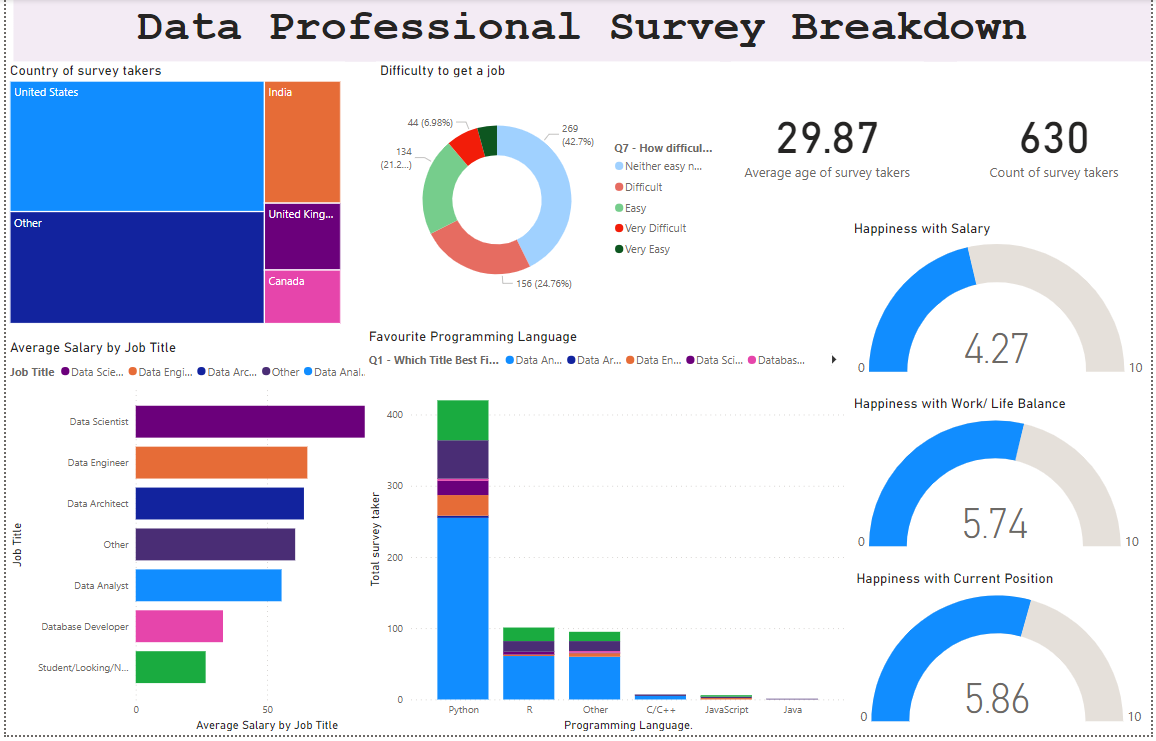 Data Professional Survey Breakdown
Country of survey takers
United States
India
Other
United King...
Canada
Difficulty to get a job
44 (6.98%)
269
(42.7%)
134
(21.2...)
156 (24.76%)
Q7 - How difficul...
Neither easy n...
Difficult
Easy
Very Difficult
Very Easy
29.87
Average age of survey takers
630
Count of survey takers
Happiness with Salary
4.27
0
10
Average Salary by Job Title
Job Title Data Scie... Data Engi... Data Arc... Other Data Anal...
Job Title
Data Scientist
Data Engineer
Data Architect
Other
Data Analyst
Database Developer
Student/Looking/N...
0 50
Average Salary by Job Title
Favourite Programming Language
Q1 - Which Title Best Fi... Data An... Data Ar... Data En... Data Sci... Databas...
Total survey taker
400
300
200
100
0
Python R Other C/C++ JavaScript Java
Programming Language.
Happiness with Work/ Life Balance
5.74
0
10
Happiness with Current Position
5.86
0
10